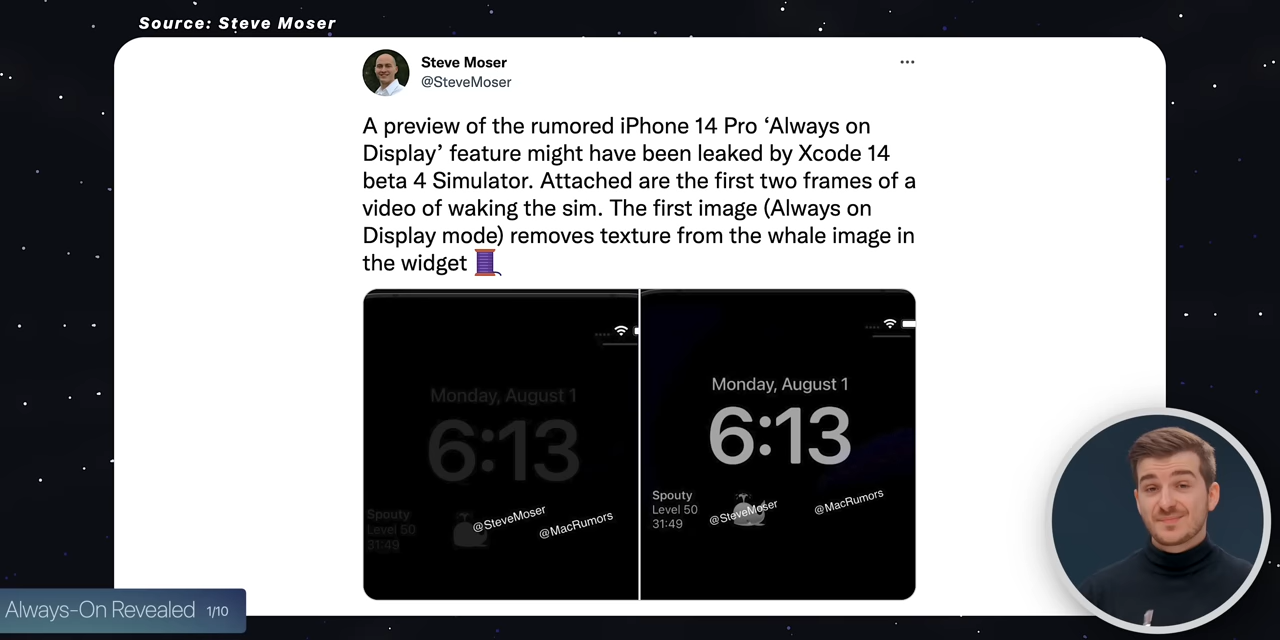 Source: Steve Moser
Steve Moser
@SteveMoser
A preview of the rumored iPhone 14 Pro ‘Always on
Display’ feature might have been leaked by Xcode 14
beta 4 Simulator. Attached are the first two frames of a
video of waking the sim. The first image (Always on
Display mode) removes texture from the whale image in
the widget
Monday, August 1
6:13
Spouty
Level 50
31:49
@SteveMoser
@MacRumors
Monday, August 1
6:13
Spouty
Level 50
31:49
@SteveMoser
@MacRumors
Always-On Revealed 1/10